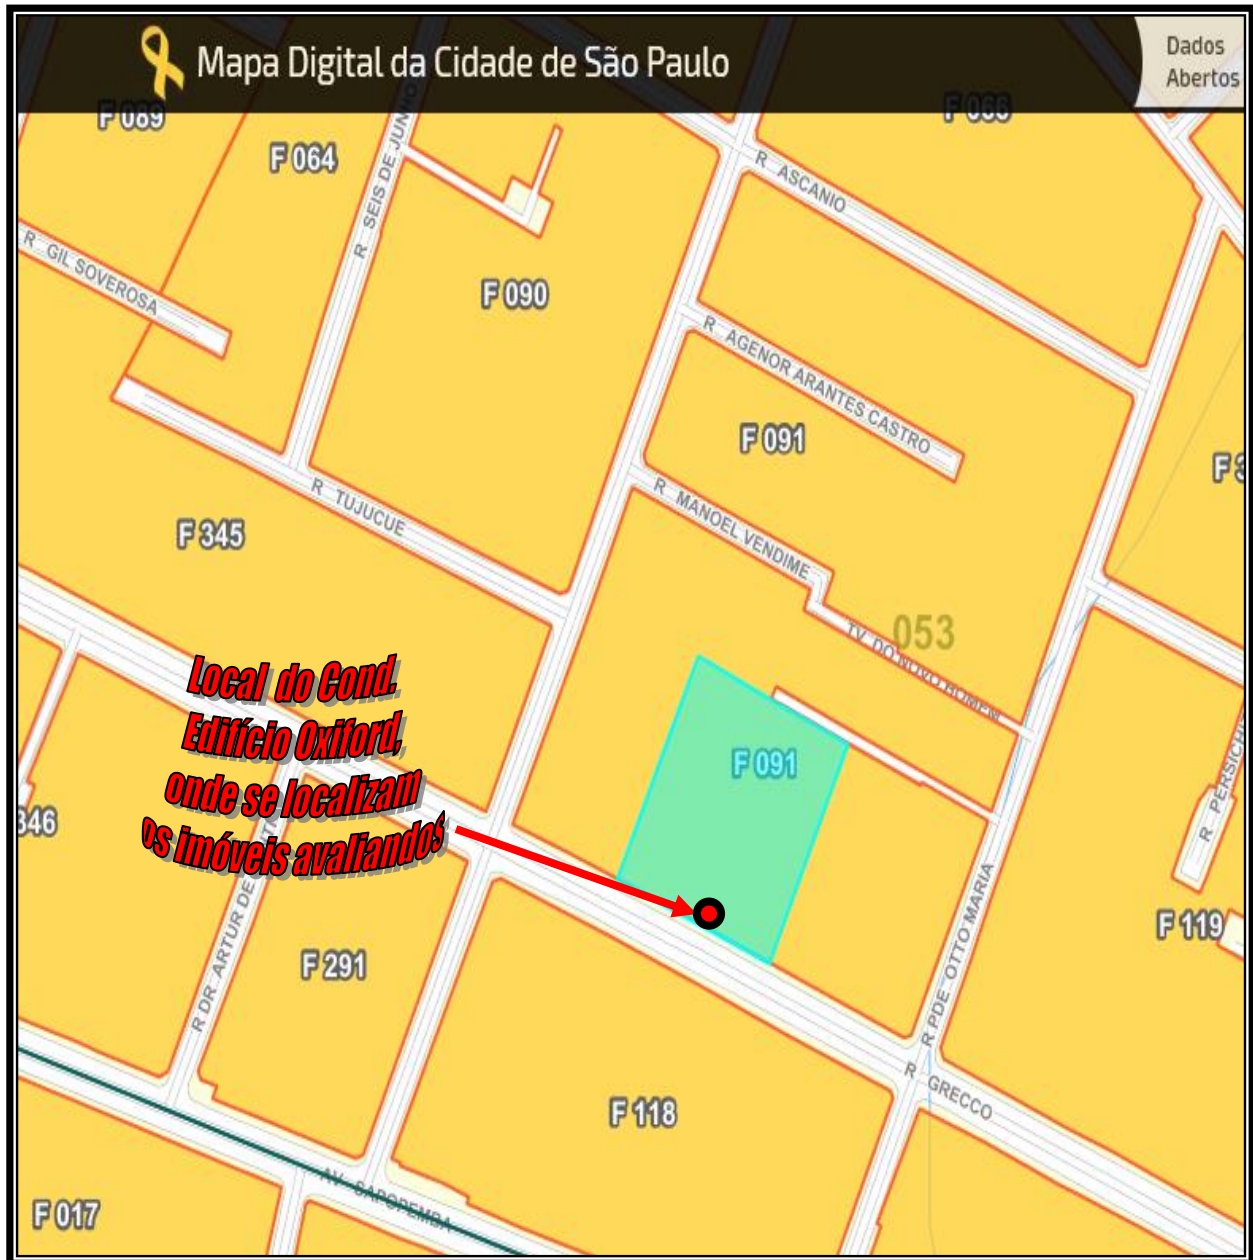 Mapa Digital da Cidade de São Paulo
Dados
Abertos
F 089
F 064
R SEIS DE JUNHO
F 066
R ASCANIO
R GIL SOVEROSA
F 090
R AGENOR ARANTES CASTRO
F 091
R TUJUCUE
R MANOEL VENDIME
F 345
053
TV DO NOVO HOMEM
Local do Cond.
Edifício Oxiford,
onde se localizam
os imóveis avaliandos
F 091
346
R PERSICHI
R DR ARTUR DE
F 291
R PDE OTTO MARIA
F 119
R GRECCO
F 118
AV SAPOPEMBA
F 017